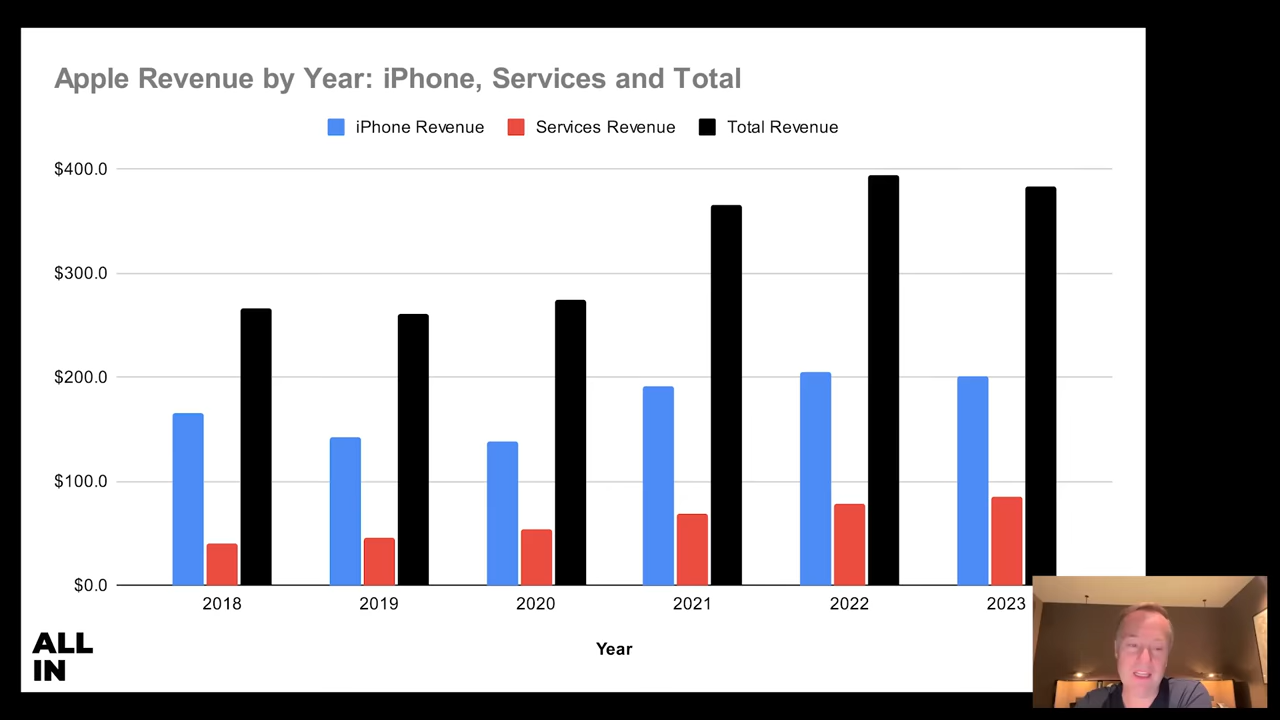 Apple Revenue by Year: iPhone, Services and Total
iPhone Revenue Services Revenue Total Revenue
$400.0
$300.0
$200.0
$100.0
$0.0
2018 2019 2020 2021 2022 2023
Year
ALL
IN